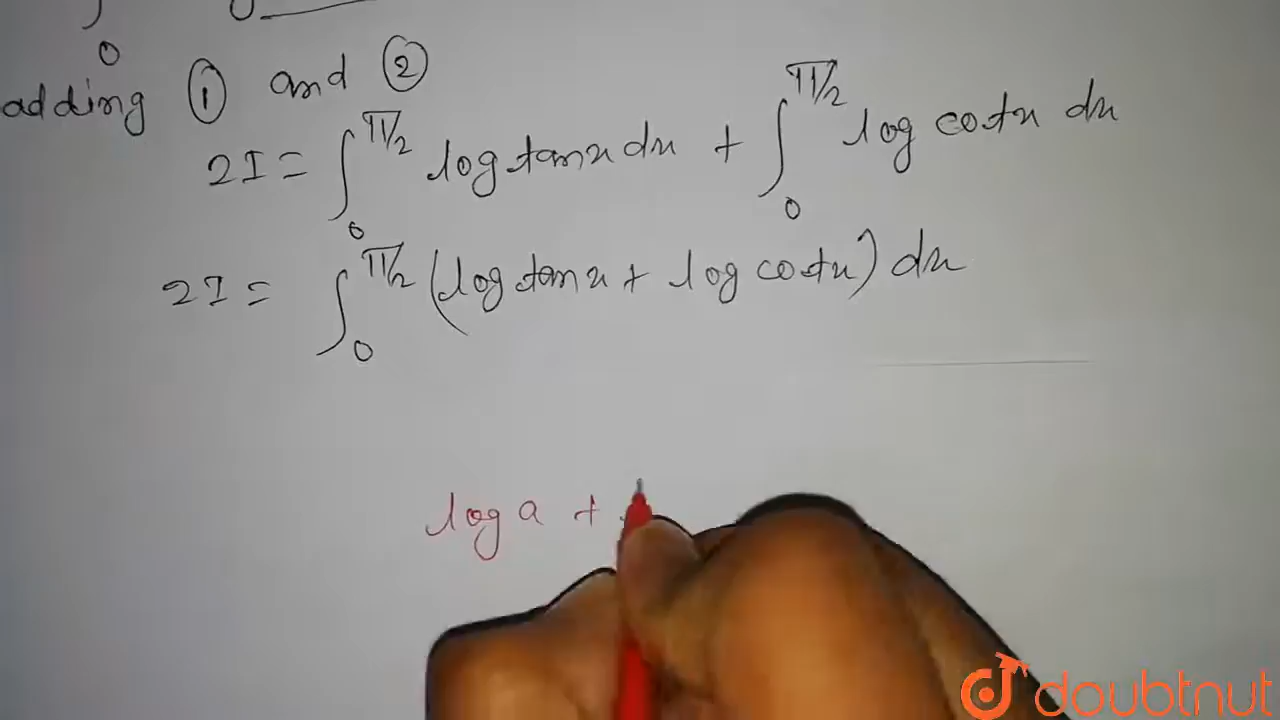 0
adding ① and ②
2I = ∫₀^{π/2} log tanx dx + ∫₀^{π/2} log cotx dx
2I = ∫₀^{π/2} (log tanx + log cotx) dx
log a +
doubtnut